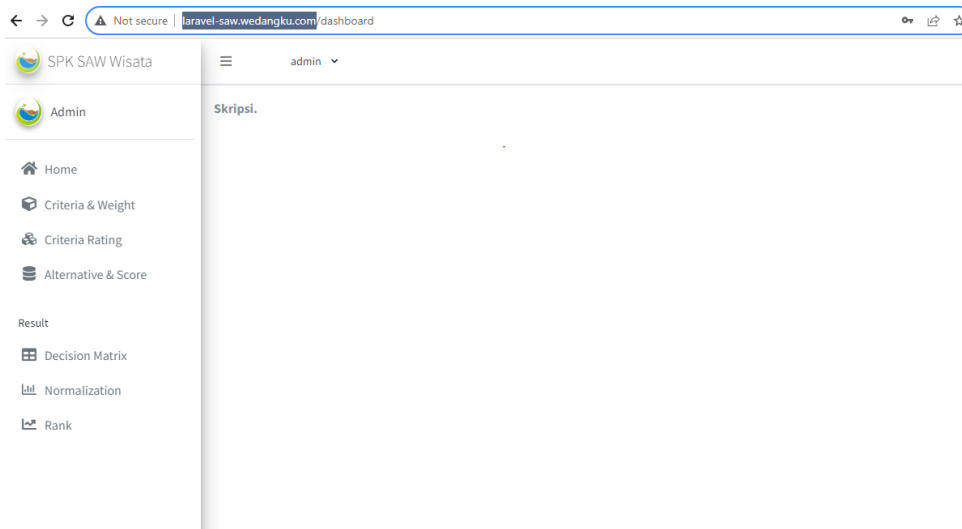 Not secure | laravel-saw.wedangku.com/dashboard
SPK SAW Wisata
admin
Admin
Skripsi.
Home
Criteria & Weight
Criteria Rating
Alternative & Score
Result
Decision Matrix
Normalization
Rank